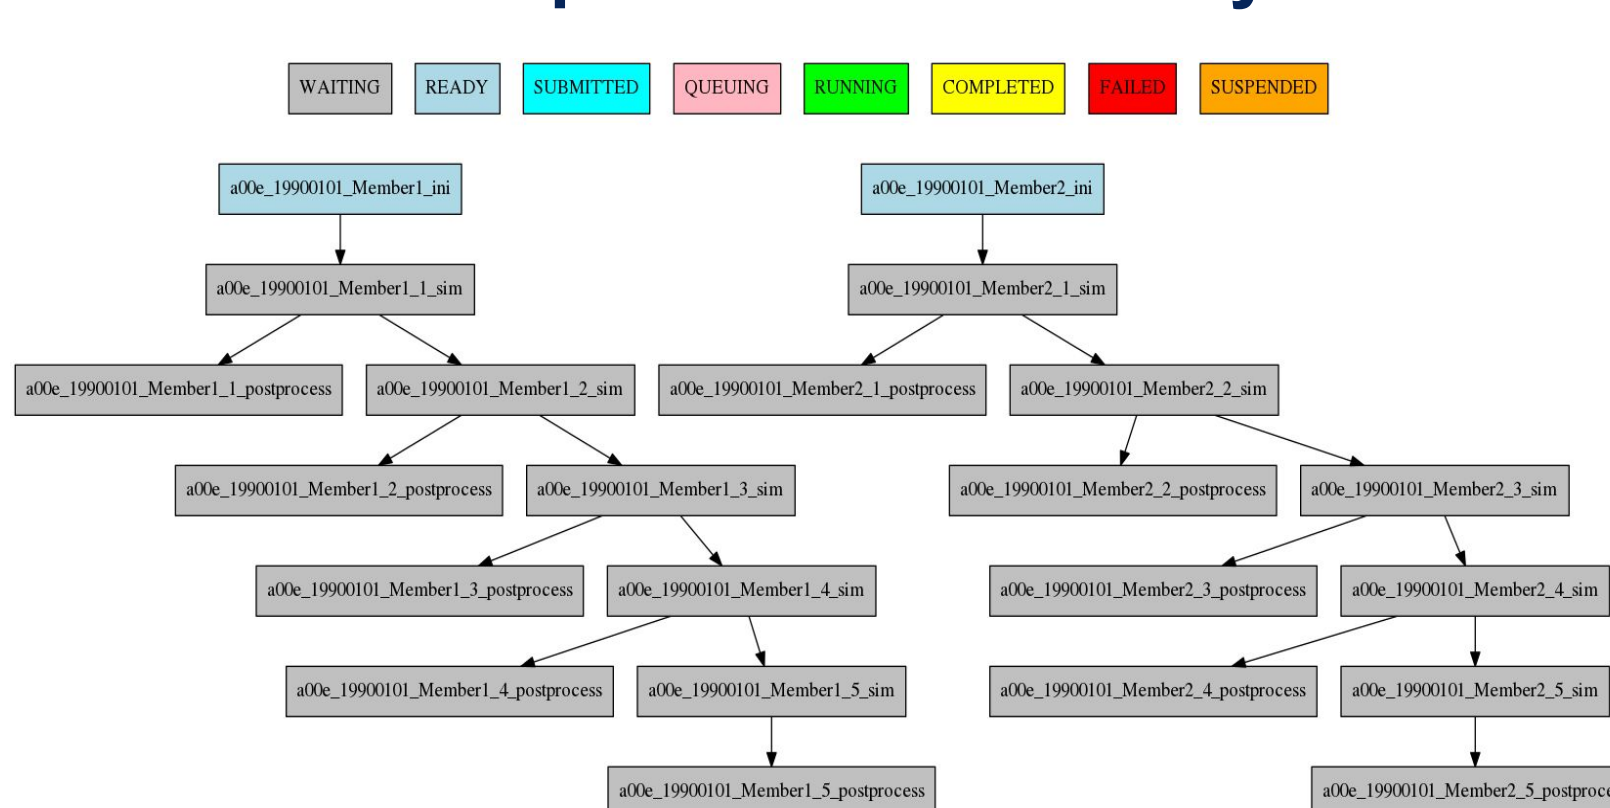 WAITING READY SUBMITTED QUEUING RUNNING COMPLETED FAILED SUSPENDED
a00e_19900101_Member1_ini a00e_19900101_Member2_ini
a00e_19900101_Member1_1_sim a00e_19900101_Member2_1_sim
a00e_19900101_Member1_1_postprocess a00e_19900101_Member1_2_sim a00e_19900101_Member2_1_postprocess a00e_19900101_Member2_2_sim
a00e_19900101_Member1_2_postprocess a00e_19900101_Member1_3_sim a00e_19900101_Member2_2_postprocess a00e_19900101_Member2_3_sim
a00e_19900101_Member1_3_postprocess a00e_19900101_Member1_4_sim a00e_19900101_Member2_3_postprocess a00e_19900101_Member2_4_sim
a00e_19900101_Member1_4_postprocess a00e_19900101_Member1_5_sim a00e_19900101_Member2_4_postprocess a00e_19900101_Member2_5_sim
a00e_19900101_Member1_5_postprocess